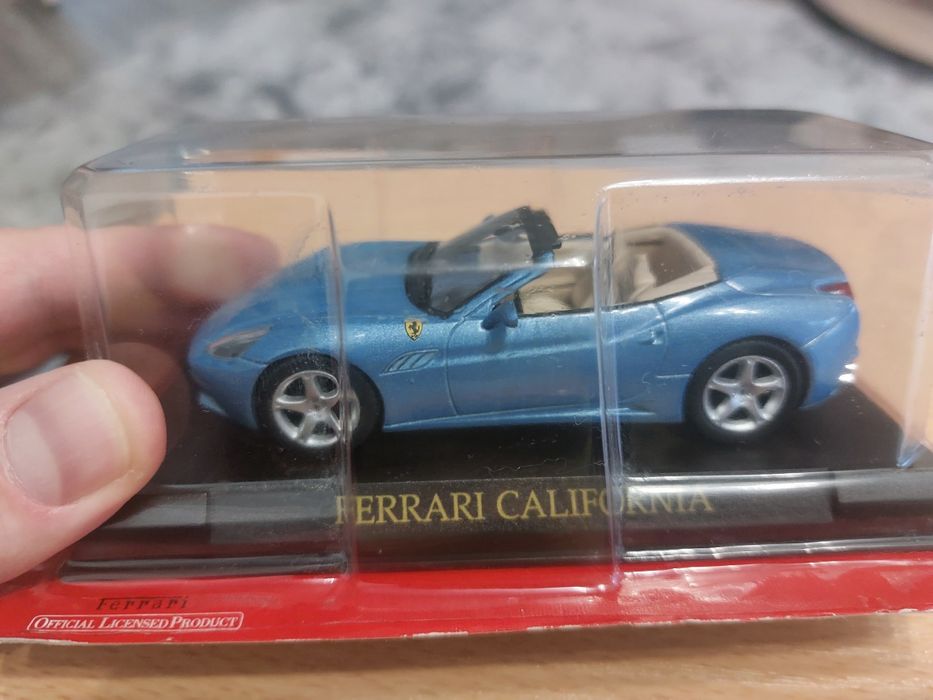 FERRARI CALIFORNIA
Ferrari
OFFICIAL LICENSED PRODUCT